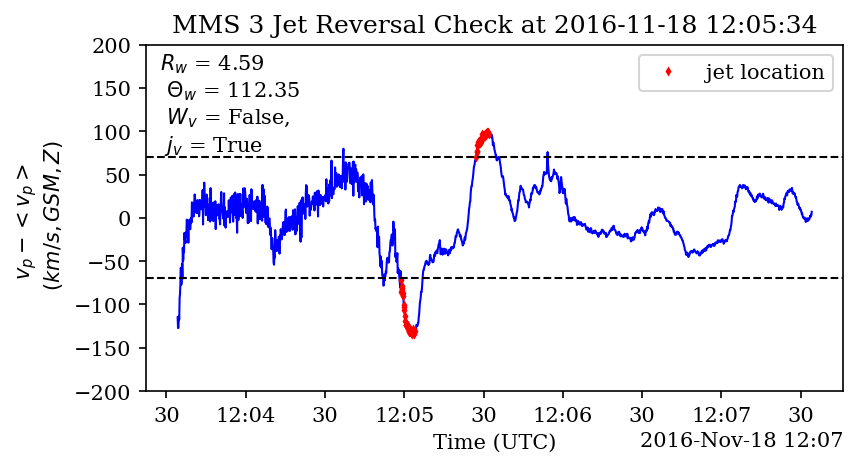 MMS 3 Jet Reversal Check at 2016-11-18 12:05:34
R_w = 4.59
Θ_w = 112.35
W_v = False,
j_v = True
jet location
v_p − < v_p >
(km/s, GSM, Z)
200
150
100
50
0
−50
−100
−150
−200
30 12:04 30 12:05 30 12:06 30 12:07 30
Time (UTC)
2016-Nov-18 12:07